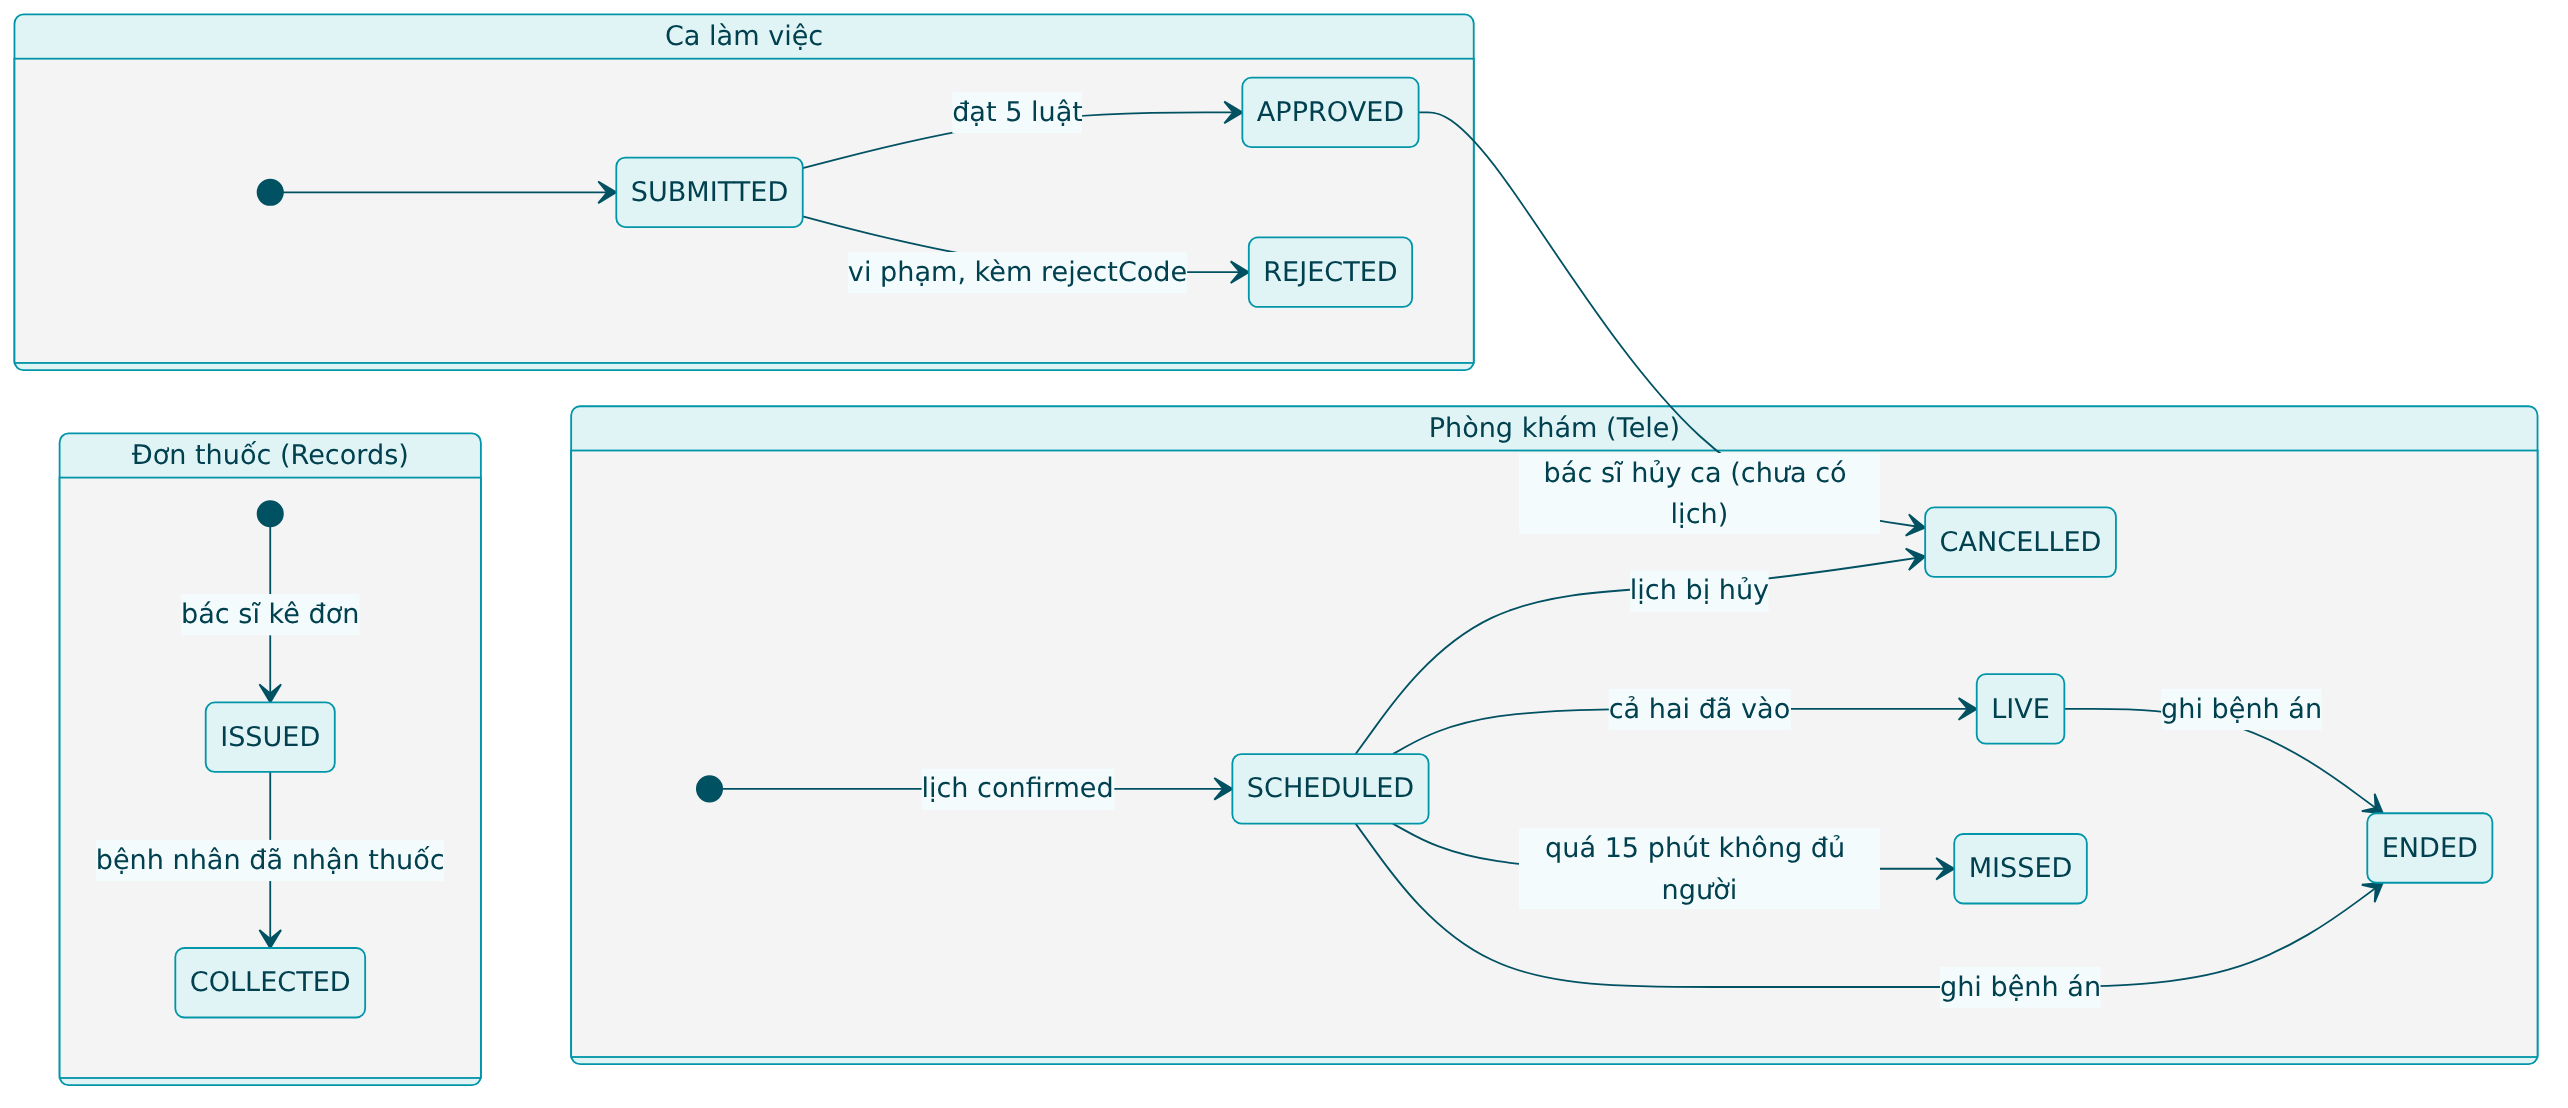 Ca làm việc
đạt 5 luật
APPROVED
SUBMITTED
vi phạm, kèm rejectCode
REJECTED
Đơn thuốc (Records)
bác sĩ kê đơn
ISSUED
bệnh nhân đã nhận thuốc
COLLECTED
Phòng khám (Tele)
bác sĩ hủy ca (chưa có
lịch)
CANCELLED
lịch bị hủy
cả hai đã vào
LIVE
ghi bệnh án
lịch confirmed
SCHEDULED
quá 15 phút không đủ
người
MISSED
ENDED
ghi bệnh án